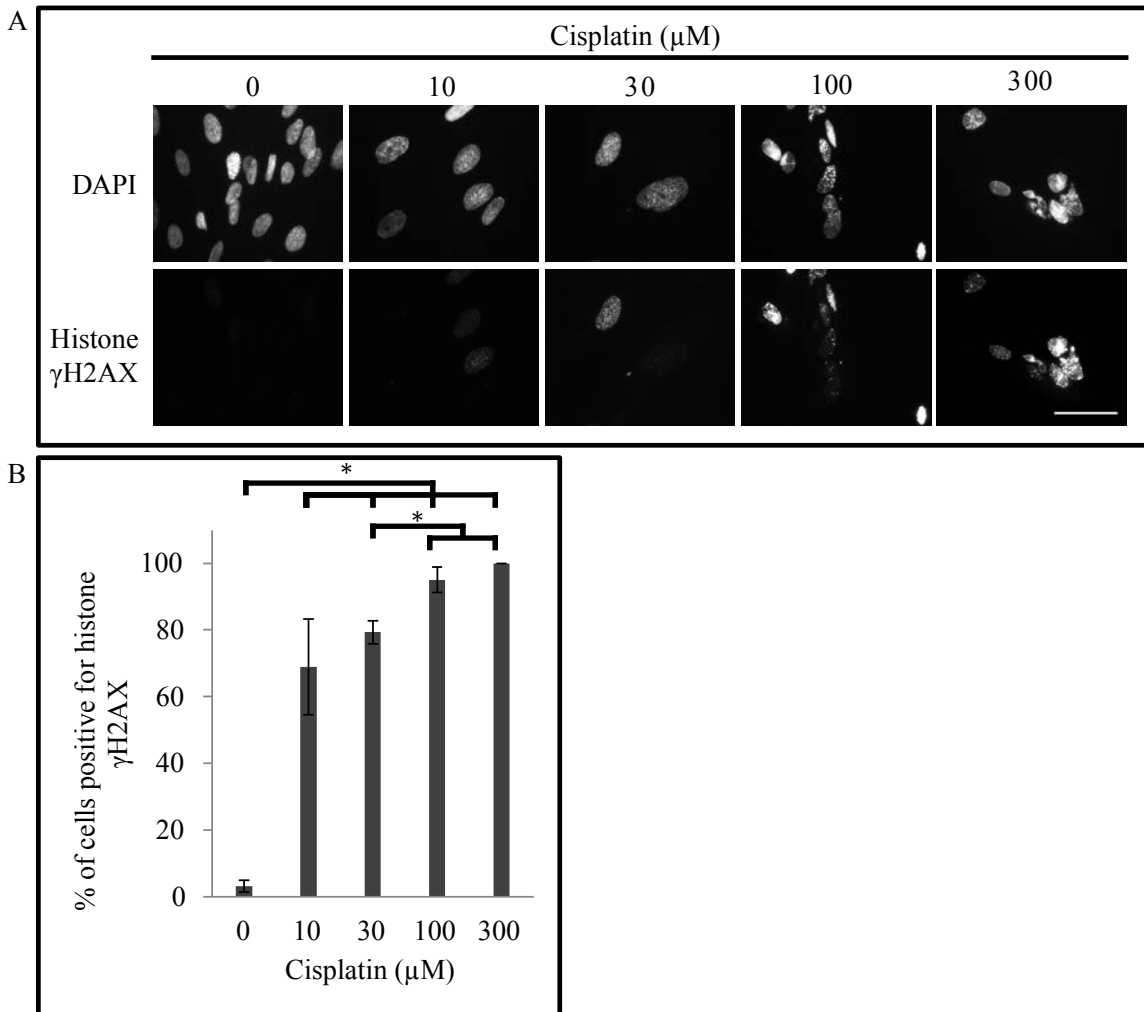 A
Cisplatin (µM)
0 10 30 100 300
DAPI
Histone
γH2AX
B
*
*
% of cells positive for histone
γH2AX
100
80
60
40
20
0
0 10 30 100 300
Cisplatin (µM)